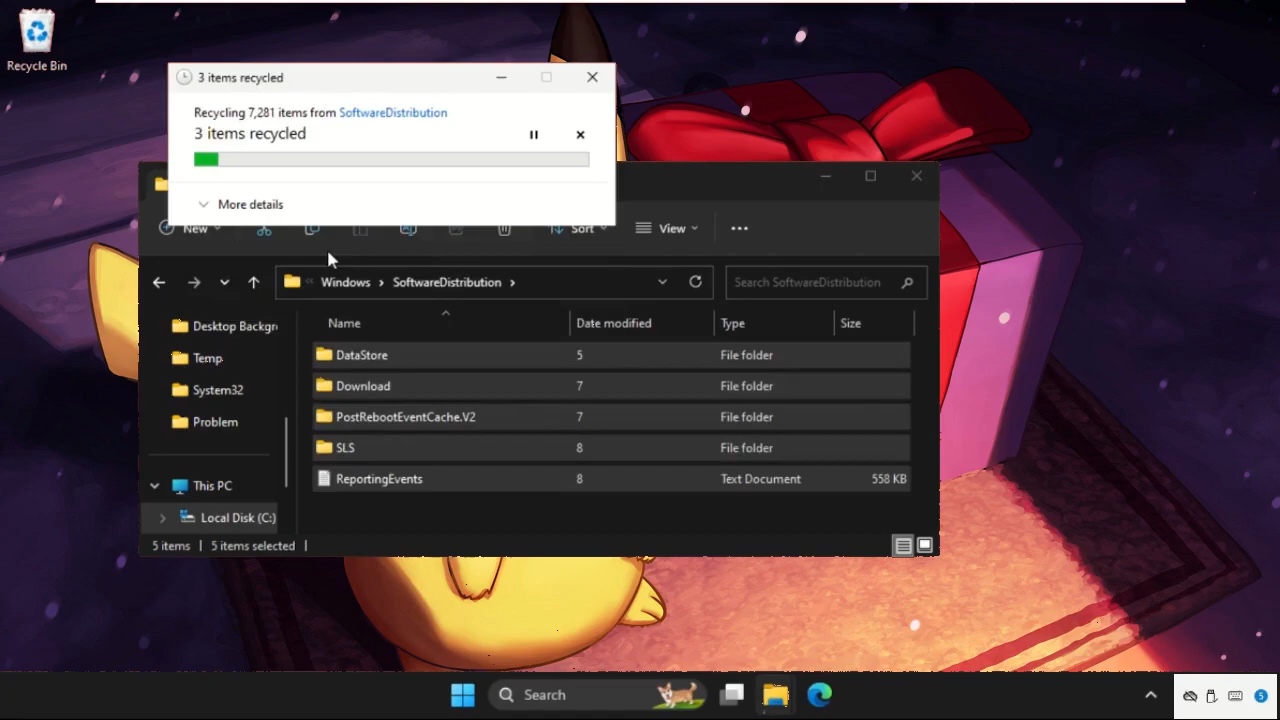 Recycle Bin
3 items recycled
Recycling 7,281 items from SoftwareDistribution
3 items recycled
More details
New
Sort
View
Windows > SoftwareDistribution >
Search SoftwareDistribution
Desktop Backgr
Temp
System32
Problem
This PC
Local Disk (C:)
Name Date modified Type Size
DataStore 5 File folder
Download 7 File folder
PostRebootEventCache.V2 7 File folder
SLS 8 File folder
ReportingEvents 8 Text Document 558 KB
5 items | 5 items selected |
Search
5